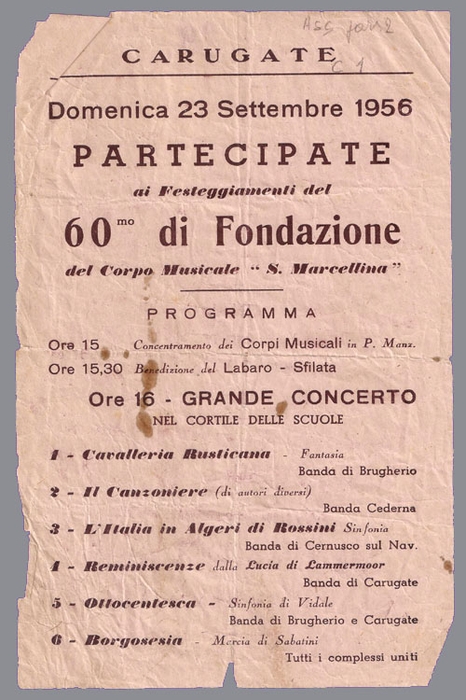 CARUGATE
C 1
Domenica 23 Settembre 1956
PARTECIPATE
ai Festeggiamenti del
60mo di Fondazione
del Corpo Musicale “ S. Marcellina ”
PROGRAMMA
Ore 15 Concentramento dei Corpi Musicali in P. Manz.
Ore 15,30 Benedizione del Labaro - Sfilata
Ore 16 - GRANDE CONCERTO
NEL CORTILE DELLE SCUOLE
1 - Cavalleria Rusticana - Fantasia
Banda di Brugherio
2 - Il Canzoniere (di autori diversi)
Banda Cederna
3 - L'Italia in Algeri di Rossini Sinfonia
Banda di Cernusco sul Nav.
4 - Reminiscenze dalla Lucia di Lammermoor
Banda di Carugate
5 - Ottocentesca - Sinfonia di Vidale
Banda di Brugherio e Carugate
6 - Borgosesia - Marcia di Sabatini
Tutti i complessi uniti